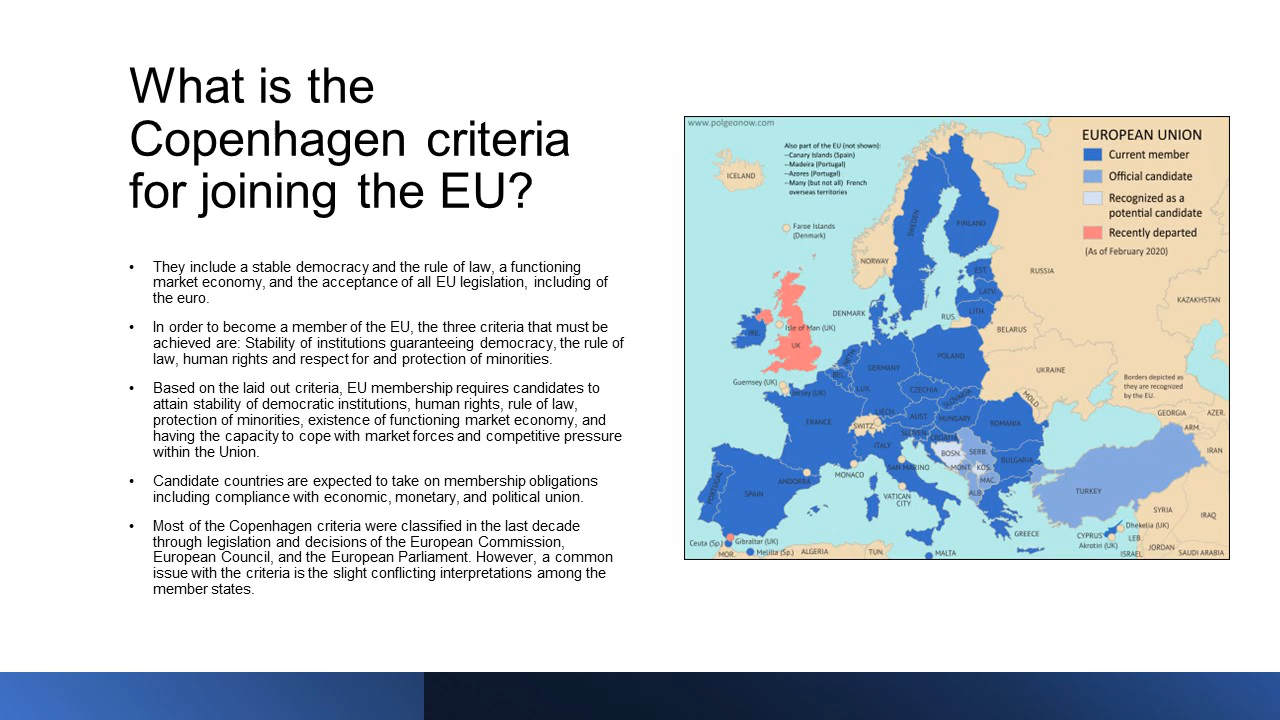 What is the
Copenhagen criteria
for joining the EU?
• They include a stable democracy and the rule of law, a functioning
market economy, and the acceptance of all EU legislation, including of
the euro.
• In order to become a member of the EU, the three criteria that must be
achieved are: Stability of institutions guaranteeing democracy, the rule of
law, human rights and respect for and protection of minorities.
• Based on the laid out criteria, EU membership requires candidates to
attain stability of democratic institutions, human rights, rule of law,
protection of minorities, existence of functioning market economy, and
having the capacity to cope with market forces and competitive pressure
within the Union.
• Candidate countries are expected to take on membership obligations
including compliance with economic, monetary, and political union.
• Most of the Copenhagen criteria were classified in the last decade
through legislation and decisions of the European Commission,
European Council, and the European Parliament. However, a common
issue with the criteria is the slight conflicting interpretations among the
member states.
www.polgeonow.com
Also part of the EU (not shown):
--Canary Islands (Spain)
--Madeira (Portugal)
--Azores (Portugal)
--Many (but not all) French
overseas territories
EUROPEAN UNION
Current member
Official candidate
Recognized as a
potential candidate
Recently departed
(As of February 2020)
ICELAND
Faroe Islands
(Denmark)
SWEDEN
FINLAND
NORWAY
RUSSIA
EST.
LATV.
LITH.
RUS.
KAZAKHSTAN
DENMARK
Isle of Man (UK)
IRE.
UK
BELARUS
NETH.
BEL.
GERMANY
POLAND
UKRAINE
Guernsey (UK)
Jersey (UK)
LUX.
CZECHIA
SLOVAKIA
MOLD.
Borders depicted as
they are recognized
by the EU.
FRANCE
SWITZ.
LIECH.
AUST.
HUNGARY
ROMANIA
GEORGIA
AZER.
ARM.
SLOVEN.
CROATIA
ITALY
BOSN.
SERB.
IRAN
MONACO
SAN MARINO
MONT.
KOS.
BULGARIA
ANDORRA
MAC.
PORTUGAL
SPAIN
VATICAN
CITY
ALB.
TURKEY
GREECE
SYRIA
IRAQ
Dhekelia (UK)
CYPRUS
Akrotiri (UK)
LEB.
Ceuta (Sp.)
Gibraltar (UK)
MOR.
Melilla (Sp.)
ALGERIA
TUN.
MALTA
ISRAEL
JORDAN
SAUDI ARABIA